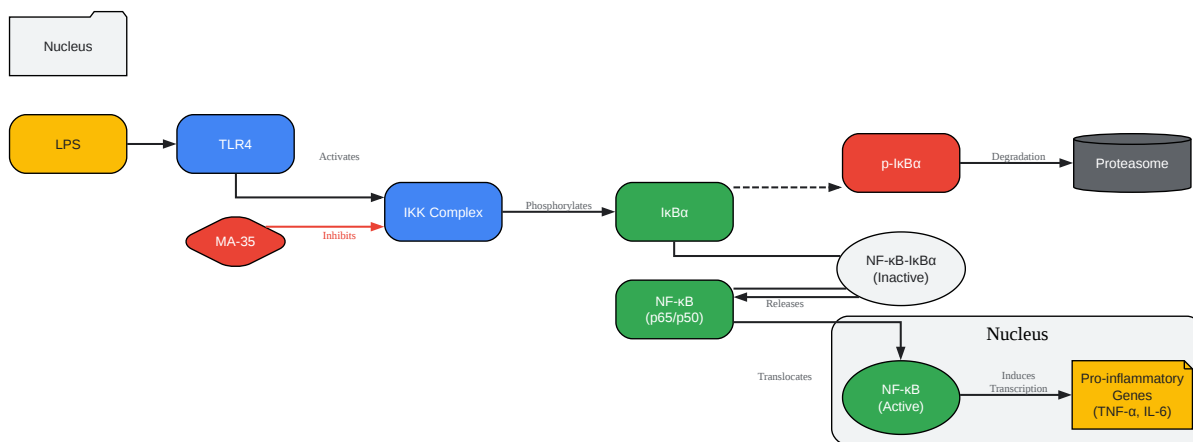 Nucleus
LPS
TLR4
Activates
MA-35
Inhibits
IKK Complex
Phosphorylates
IκBα
p-IκBα
Degradation
Proteasome
NF-κB-IκBα
(Inactive)
NF-κB
(p65/p50)
Releases
Translocates
Nucleus
NF-κB
(Active)
Induces
Transcription
Pro-inflammatory
Genes
(TNF-α, IL-6)